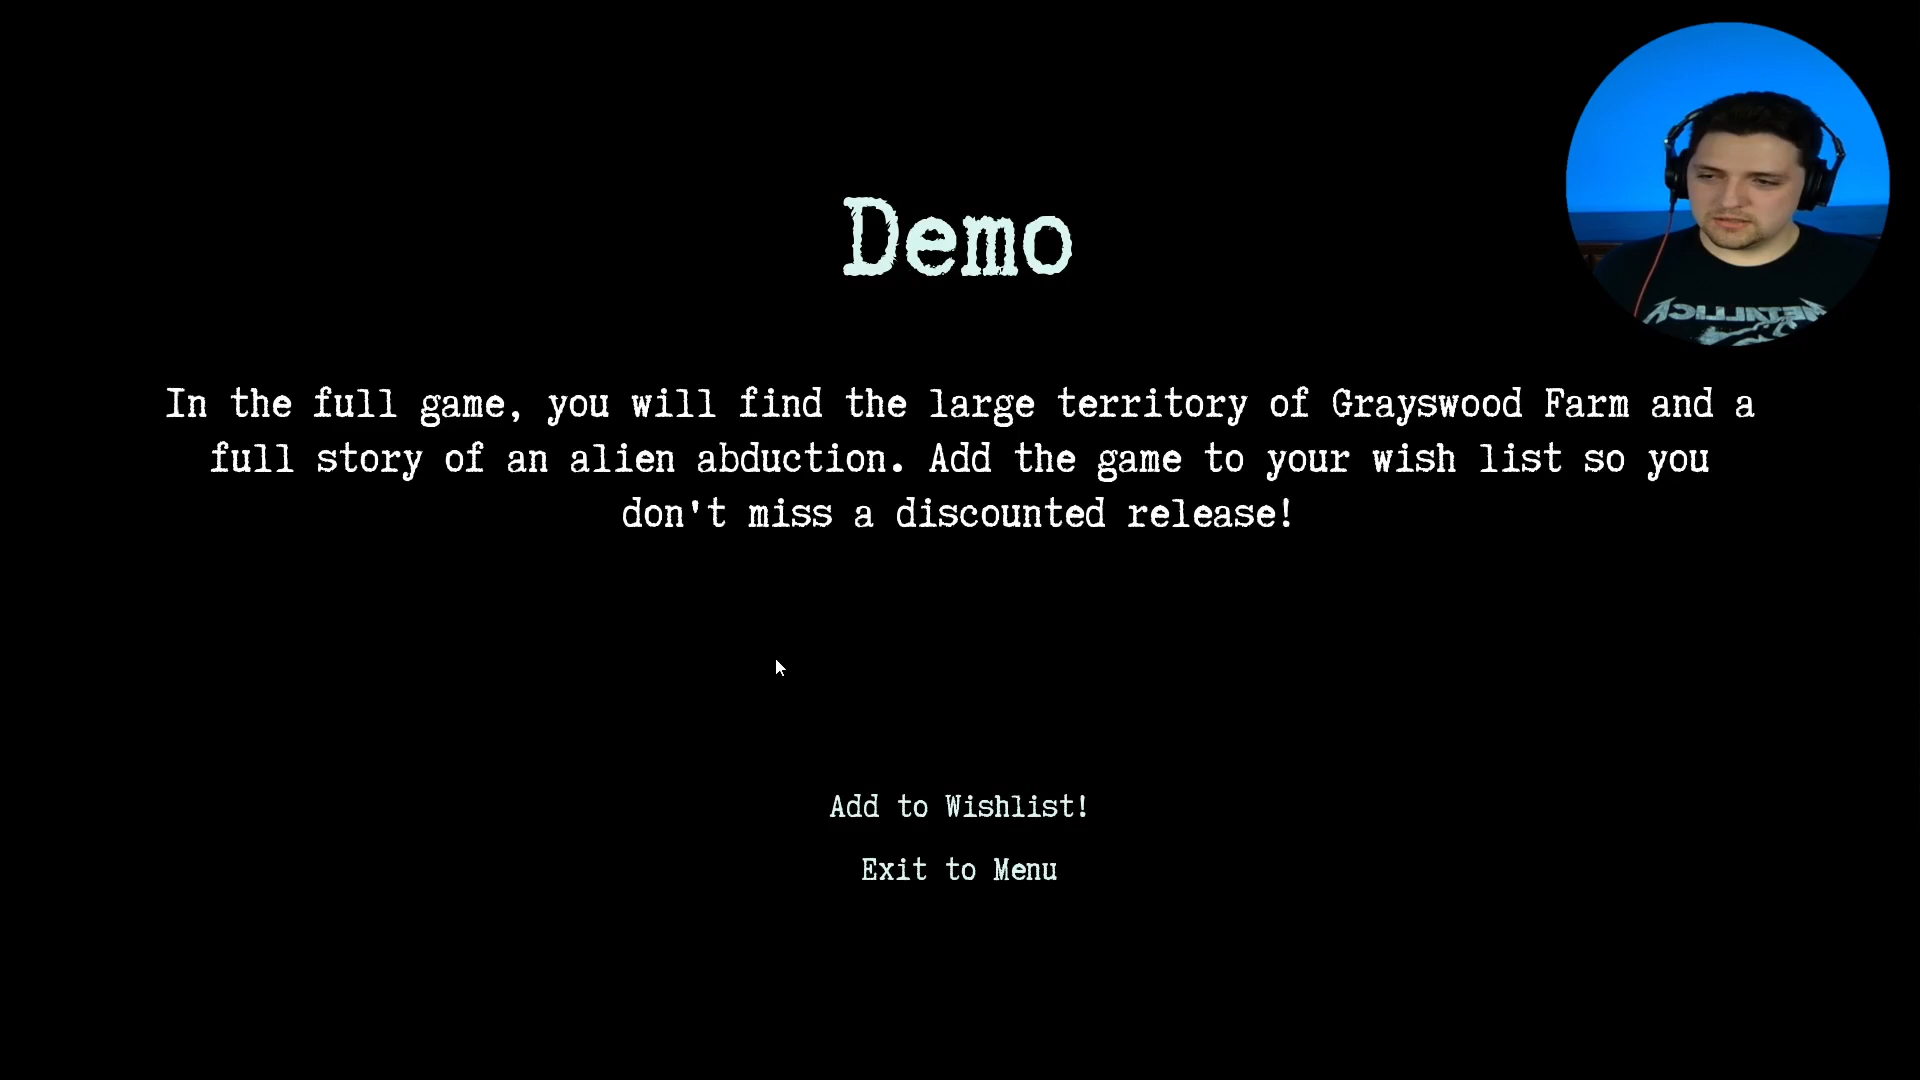 Demo
In the full game, you will find the large territory of Grayswood Farm and a
full story of an alien abduction. Add the game to your wish list so you
don't miss a discounted release!
Add to Wishlist!
Exit to Menu
METALLICA